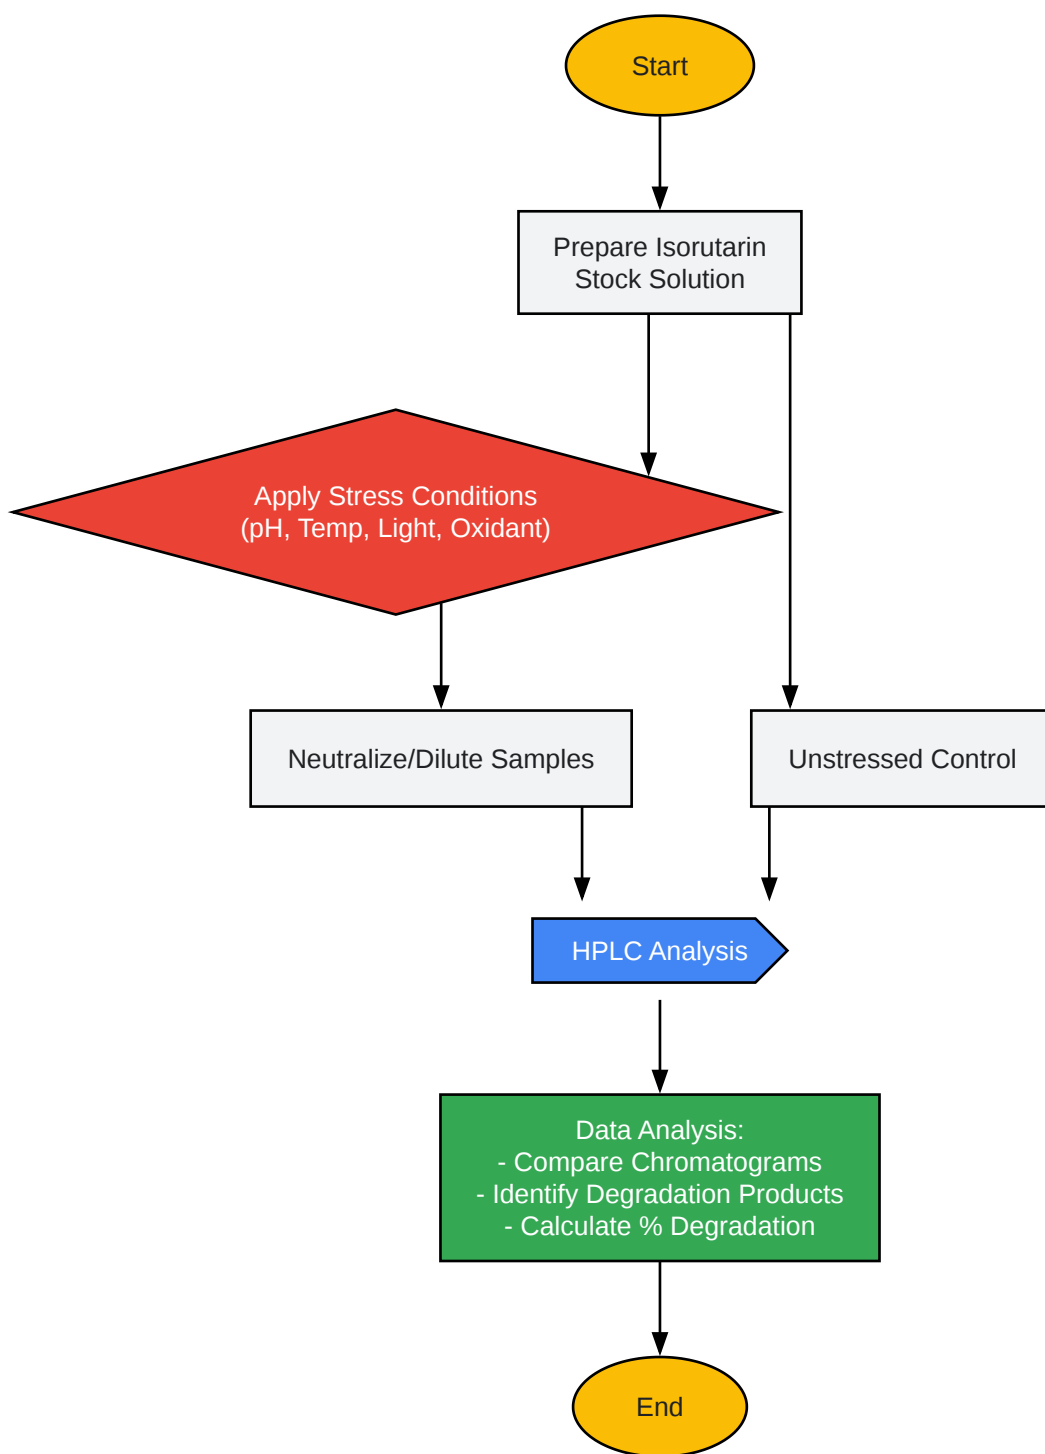 Start
Prepare Isorutarin
Stock Solution
Apply Stress Conditions
(pH, Temp, Light, Oxidant)
Neutralize/Dilute Samples
Unstressed Control
HPLC Analysis
Data Analysis:
- Compare Chromatograms
- Identify Degradation Products
- Calculate % Degradation
End